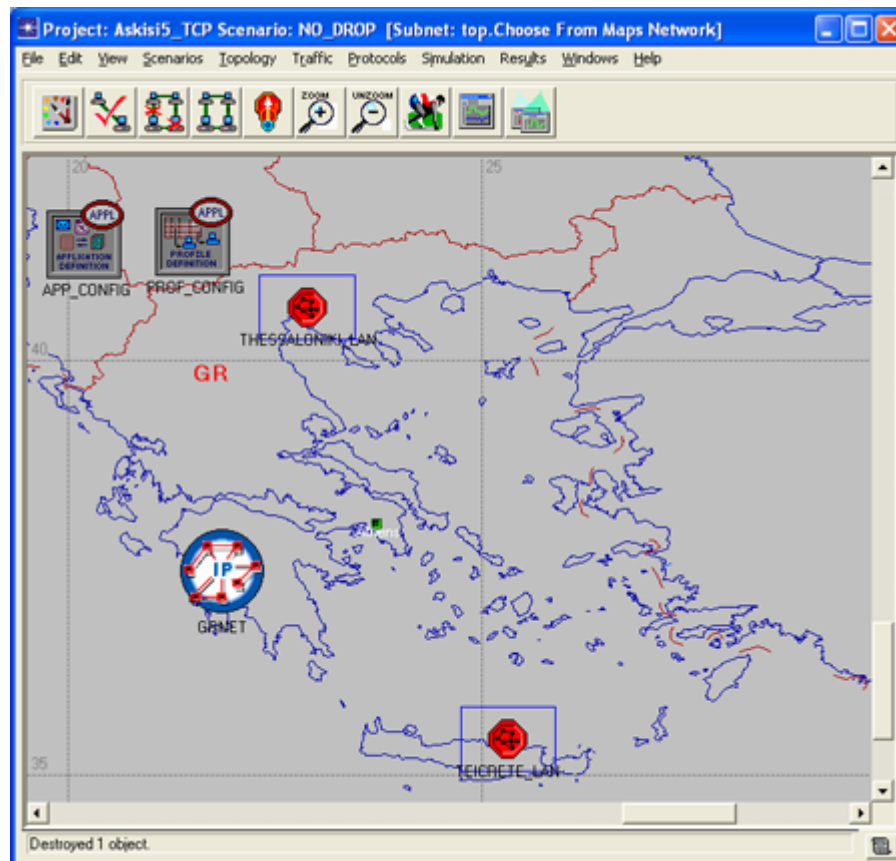 Project: Askisi5_TCP Scenario: NO_DROP [Subnet: top.Choose From Maps Network]
File Edit View Scenarios Topology Traffic Protocols Simulation Results Windows Help
ZOOM UNZOOM
20 25
APPL APPL
APPLICATION DEFINITION PROFILE DEFINITION
APP_CONFIG PROF_CONFIG
THESSALONIKI_LAN
40
GR
Athens
IP
GRNET
TEICRETE_LAN
35
Destroyed 1 object.